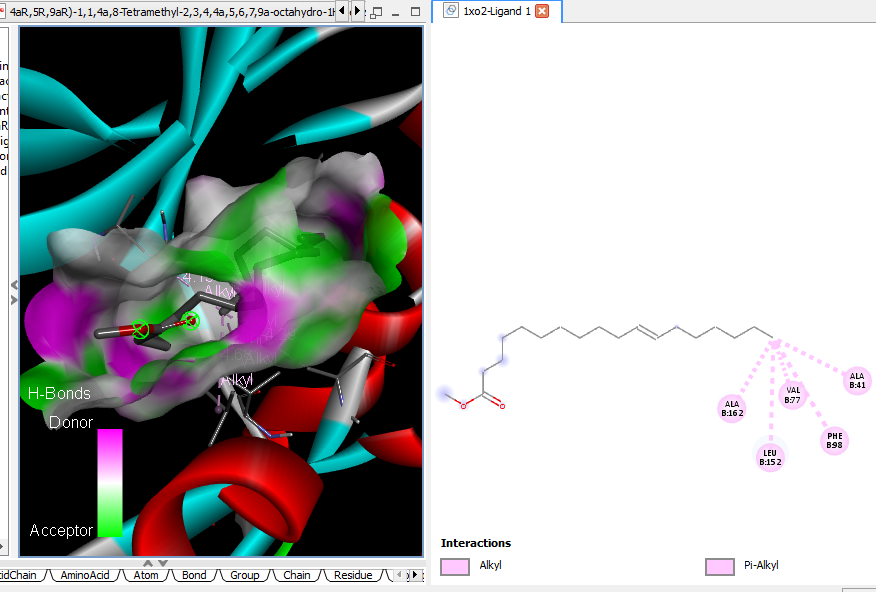 4aR,5R,9aR)-1,1,4a,8-Tetramethyl-2,3,4,4a,5,6,7,9a-octahydro-1H
1xo2-Ligand 1
Alkyl
Alkyl
Alkyl
H-Bonds
Donor
Acceptor
ALA
B:41
VAL
B:77
ALA
B:162
PHE
B:98
LEU
B:152
O
O
Interactions
Alkyl
Pi-Alkyl
AminoAcid
Atom
Bond
Group
Chain
Residue